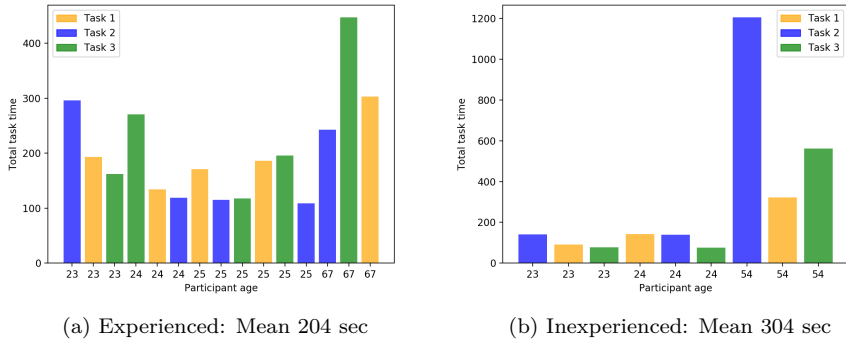 Task 1
Task 2
Task 3
400
300
200
100
0
Total task time
23 23 23 24 24 24 25 25 25 25 25 25 67 67 67
Participant age
(a) Experienced: Mean 204 sec
Task 1
Task 2
Task 3
1200
1000
800
600
400
200
0
Total task time
23 23 23 24 24 24 54 54 54
Participant age
(b) Inexperienced: Mean 304 sec